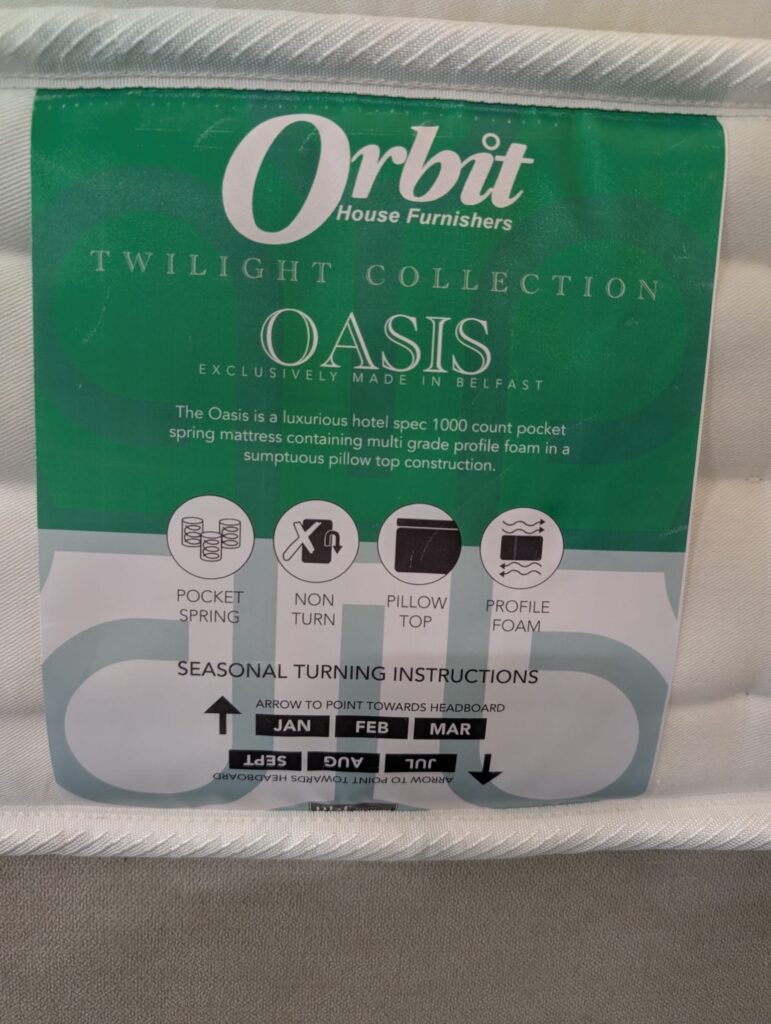 Orbit
House Furnishers
TWILIGHT COLLECTION
OASIS
EXCLUSIVELY MADE IN BELFAST
The Oasis is a luxurious hotel spec 1000 count pocket
spring mattress containing multi grade profile foam in a
sumptuous pillow top construction.
POCKET SPRING
NON TURN
PILLOW TOP
PROFILE FOAM
SEASONAL TURNING INSTRUCTIONS
ARROW TO POINT TOWARDS HEADBOARD
JAN FEB MAR
ARROW TO POINT TOWARDS HEADBOARD
JUL AUG SEPT